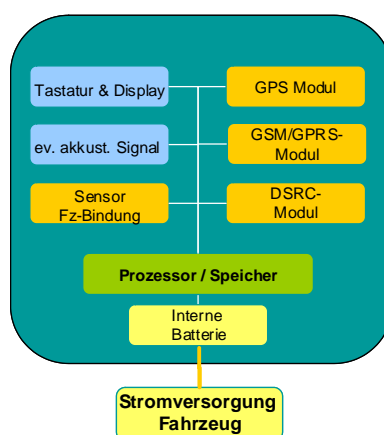 Tastatur & Display
GPS Modul
ev. akkust. Signal
GSM/GPRS-
Modul
Sensor
Fz-Bindung
DSRC-
Modul
Prozessor / Speicher
Interne
Batterie
Stromversorgung
Fahrzeug